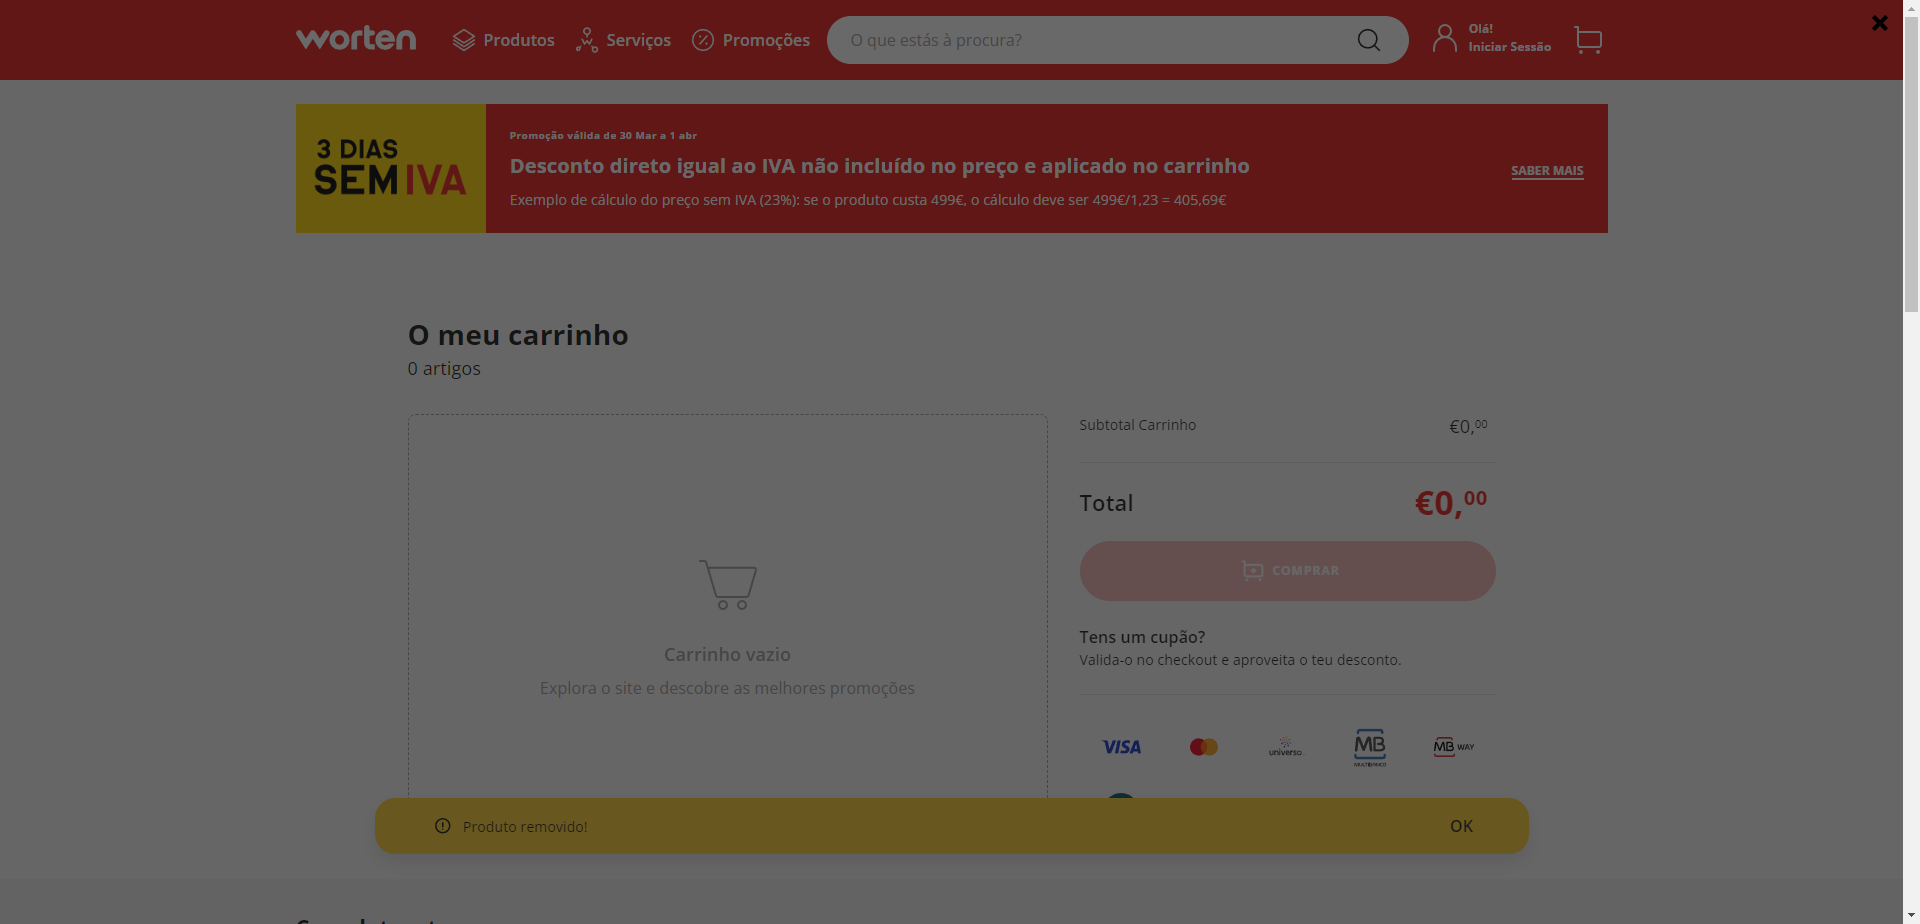 worten
Produtos
Serviços
Promoções
O que estás à procura?
Olá!
Iniciar Sessão
3 DIAS
SEM IVA
Promoção válida de 30 Mar a 1 abr
Desconto direto igual ao IVA não incluído no preço e aplicado no carrinho
Exemplo de cálculo do preço sem IVA (23%): se o produto custa 499€, o cálculo deve ser 499€/1,23 = 405,69€
SABER MAIS
O meu carrinho
0 artigos
Carrinho vazio
Explora o site e descobre as melhores promoções
Subtotal Carrinho
€0,00
Total
€0,00
COMPRAR
Tens um cupão?
Valida-o no checkout e aproveita o teu desconto.
VISA
universo
MB
MULTIBANCO
MB WAY
Produto removido!
OK